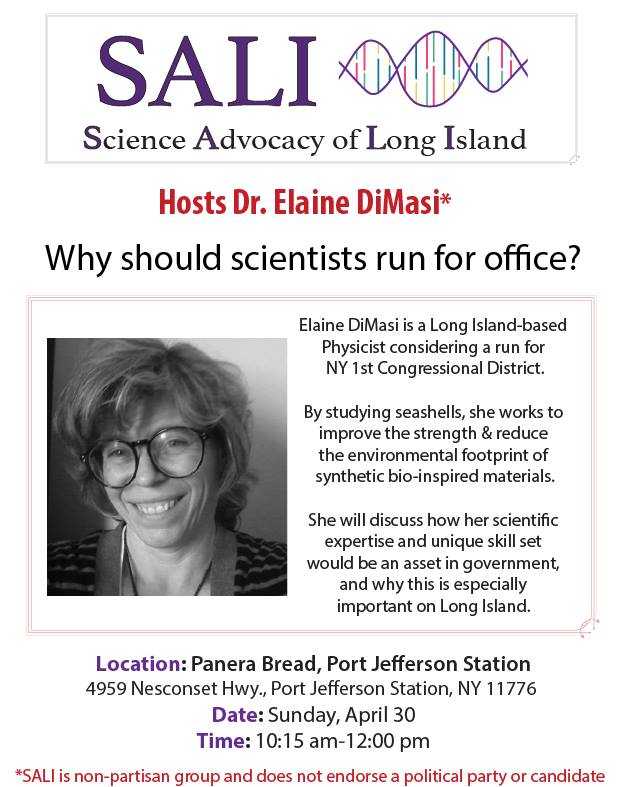 SALI
Science Advocacy of Long Island
Hosts Dr. Elaine DiMasi*
Why should scientists run for office?
Elaine DiMasi is a Long Island-based
Physicist considering a run for
NY 1st Congressional District.
By studying seashells, she works to
improve the strength & reduce
the environmental footprint of
synthetic bio-inspired materials.
She will discuss how her scientific
expertise and unique skill set
would be an asset in government,
and why this is especially
important on Long Island.
Location: Panera Bread, Port Jefferson Station
4959 Nesconset Hwy., Port Jefferson Station, NY 11776
Date: Sunday, April 30
Time: 10:15 am-12:00 pm
*SALI is non-partisan group and does not endorse a political party or candidate